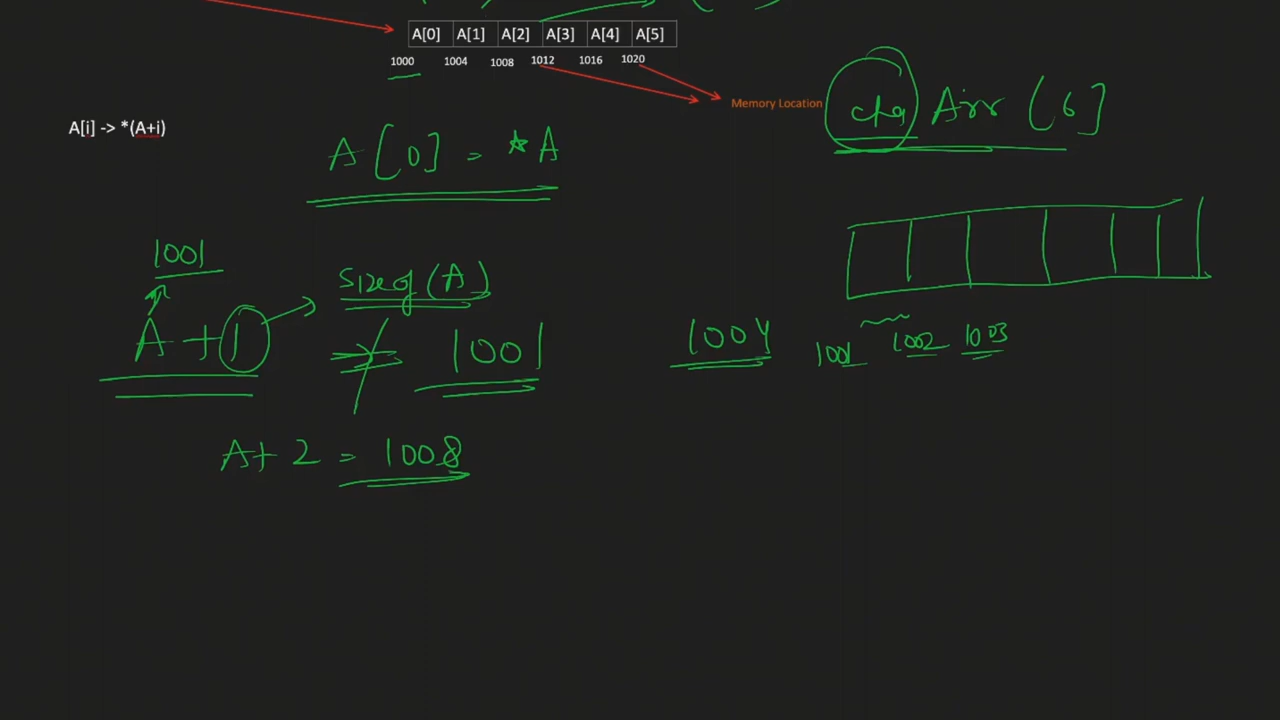 A[0] A[1] A[2] A[3] A[4] A[5]
1000 1004 1008 1012 1016 1020
Memory Location
cha Arr [6]
A[i] -> *(A+i)
A[0] = *A
1001
sizeof(A)
A+1 ≠ 1001
1004
1001 1002 1003
A+2 = 1008